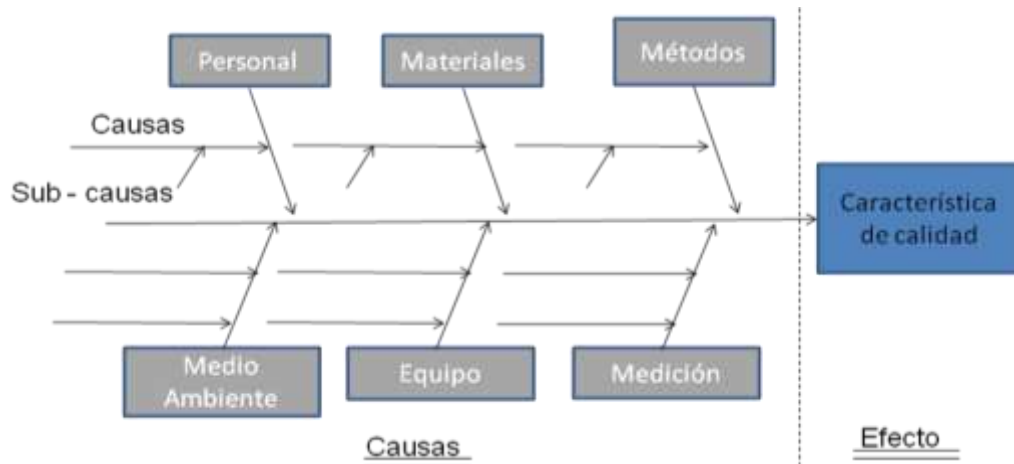 Personal
Materiales
Métodos
Causas
Sub - causas
Característica
de calidad
Medio
Ambiente
Equipo
Medición
Causas
Efecto